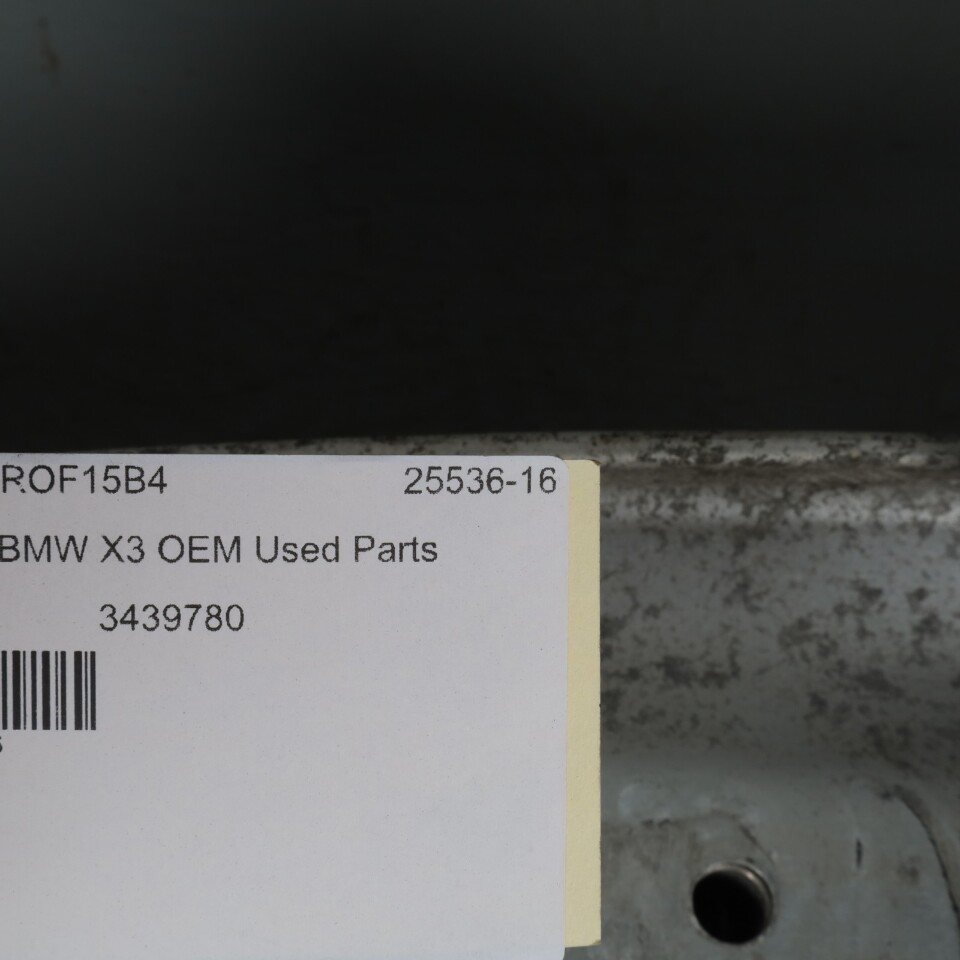 ROF15B4 25536-16
BMW X3 OEM Used Parts
3439780